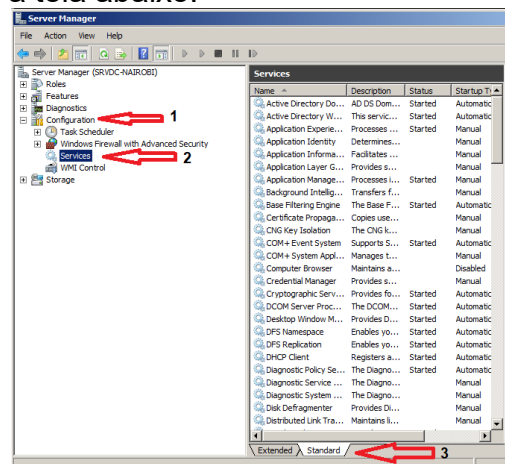 a tela abaixo.
Server Manager
File Action View Help
Server Manager (SRVDC-NAIROBI)
Roles
Features
Diagnostics
Configuration 1
Task Scheduler
Windows Firewall with Advanced Security
Services 2
WMI Control
Storage
Services
Name Description Status Startup Ty
Active Directory Do... AD DS Dom... Started Automatic
Active Directory W... This servic... Started Automatic
Application Experie... Processes ... Started Manual
Application Identity Determines... Manual
Application Informa... Facilitates ... Manual
Application Layer G... Provides s... Manual
Application Manage... Processes i... Started Manual
Background Intellig... Transfers f... Manual
Base Filtering Engine The Base F... Started Automatic
Certificate Propaga... Copies use... Manual
CNG Key Isolation The CNG k... Manual
COM+ Event System Supports S... Started Automatic
COM+ System Appl... Manages t... Manual
Computer Browser Maintains a... Disabled
Credential Manager Provides s... Manual
Cryptographic Serv... Provides fo... Started Automatic
DCOM Server Proc... The DCOM... Started Automatic
Desktop Window M... Provides D... Started Automatic
DFS Namespace Enables yo... Started Automatic
DFS Replication Enables yo... Started Automatic
DHCP Client Registers a... Started Automatic
Diagnostic Policy Se... The Diagno... Started Automatic
Diagnostic Service ... The Diagno... Manual
Diagnostic System ... The Diagno... Manual
Disk Defragmenter Provides Di... Manual
Distributed Link Tra... Maintains li... Manual
Extended Standard 3